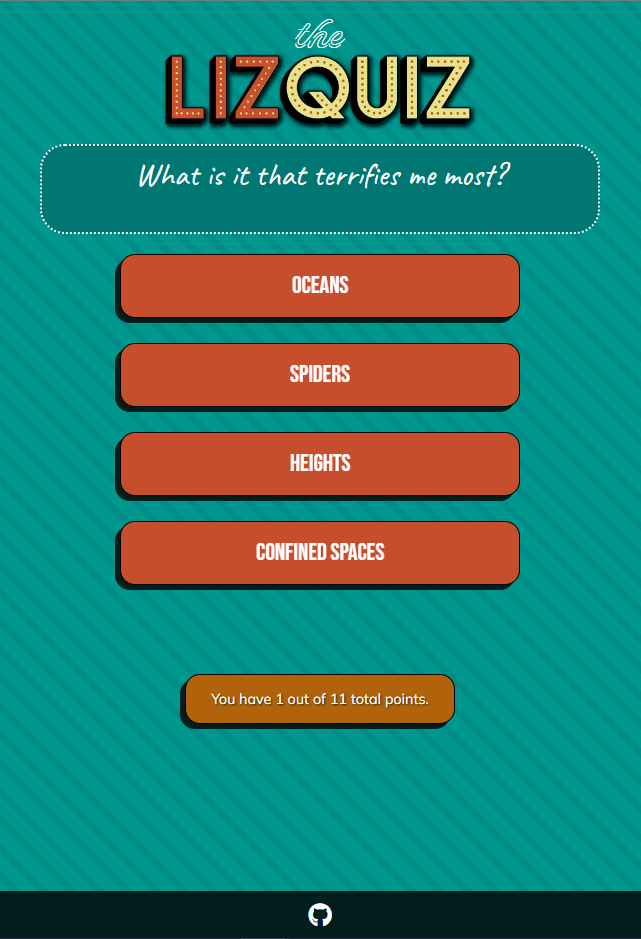 the
LIZQUIZ
What is it that terrifies me most?
OCEANS
SPIDERS
HEIGHTS
CONFINED SPACES
You have 1 out of 11 total points.